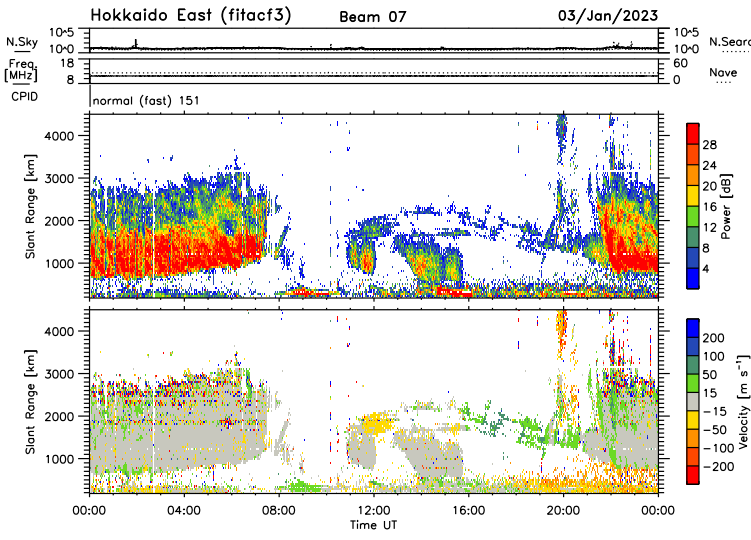 Hokkaido East (fitacf3) Beam 07 03/Jan/2023
N.Sky 10^5 10^0 10^5 10^0 N.Sear
Freq. [MHz] 18 8 60 0 Nave
CPID normal (fast) 151
Slant Range [km] 4000 3000 2000 1000
28 24 20 16 12 8 4 Power [dB]
Slant Range [km] 4000 3000 2000 1000
200 100 50 15 −15 −50 −100 −200 Velocity [m s⁻¹]
00:00 04:00 08:00 12:00 16:00 20:00 00:00
Time UT